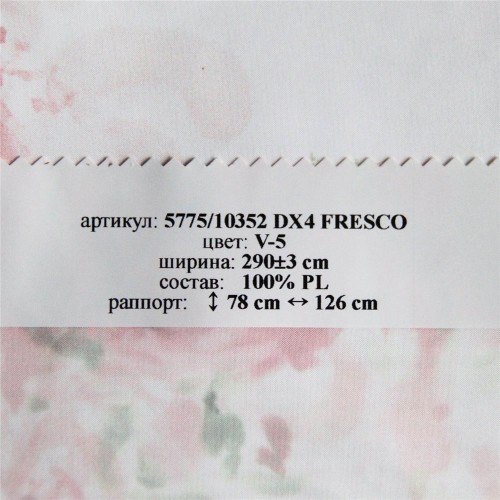 артикул: 5775/10352 DX4 FRESCO
цвет: V-5
ширина: 290±3 cm
состав: 100% PL
раппорт: ↕ 78 cm ↔ 126 cm